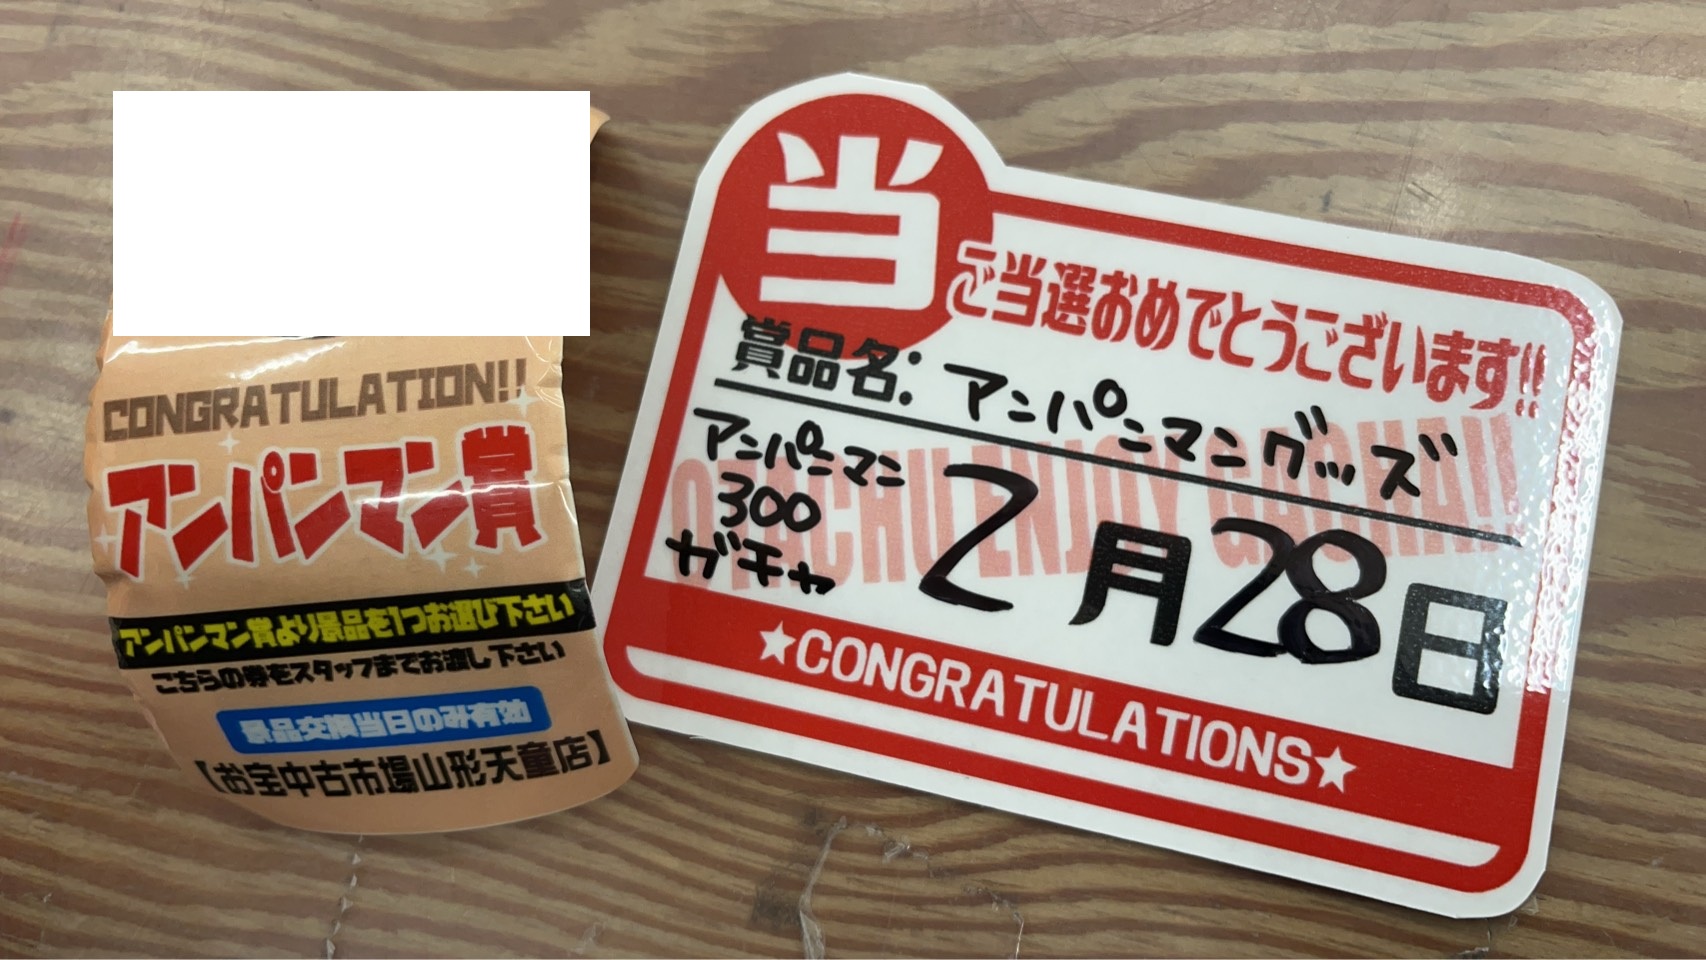 CONGRATULATION!!
アンパンマン賞
アンパンマン賞より景品を1つお選び下さい
こちらの券をスタッフまでお渡し下さい
景品交換当日のみ有効
【お宝中古市場山形天童店】
当
ご当選おめでとうございます!!
賞品名:アンパンマングッズ
アンパンマン
300
ガチャ
2月28日
OTACHU ENJOY GACHA!!
★CONGRATULATIONS★